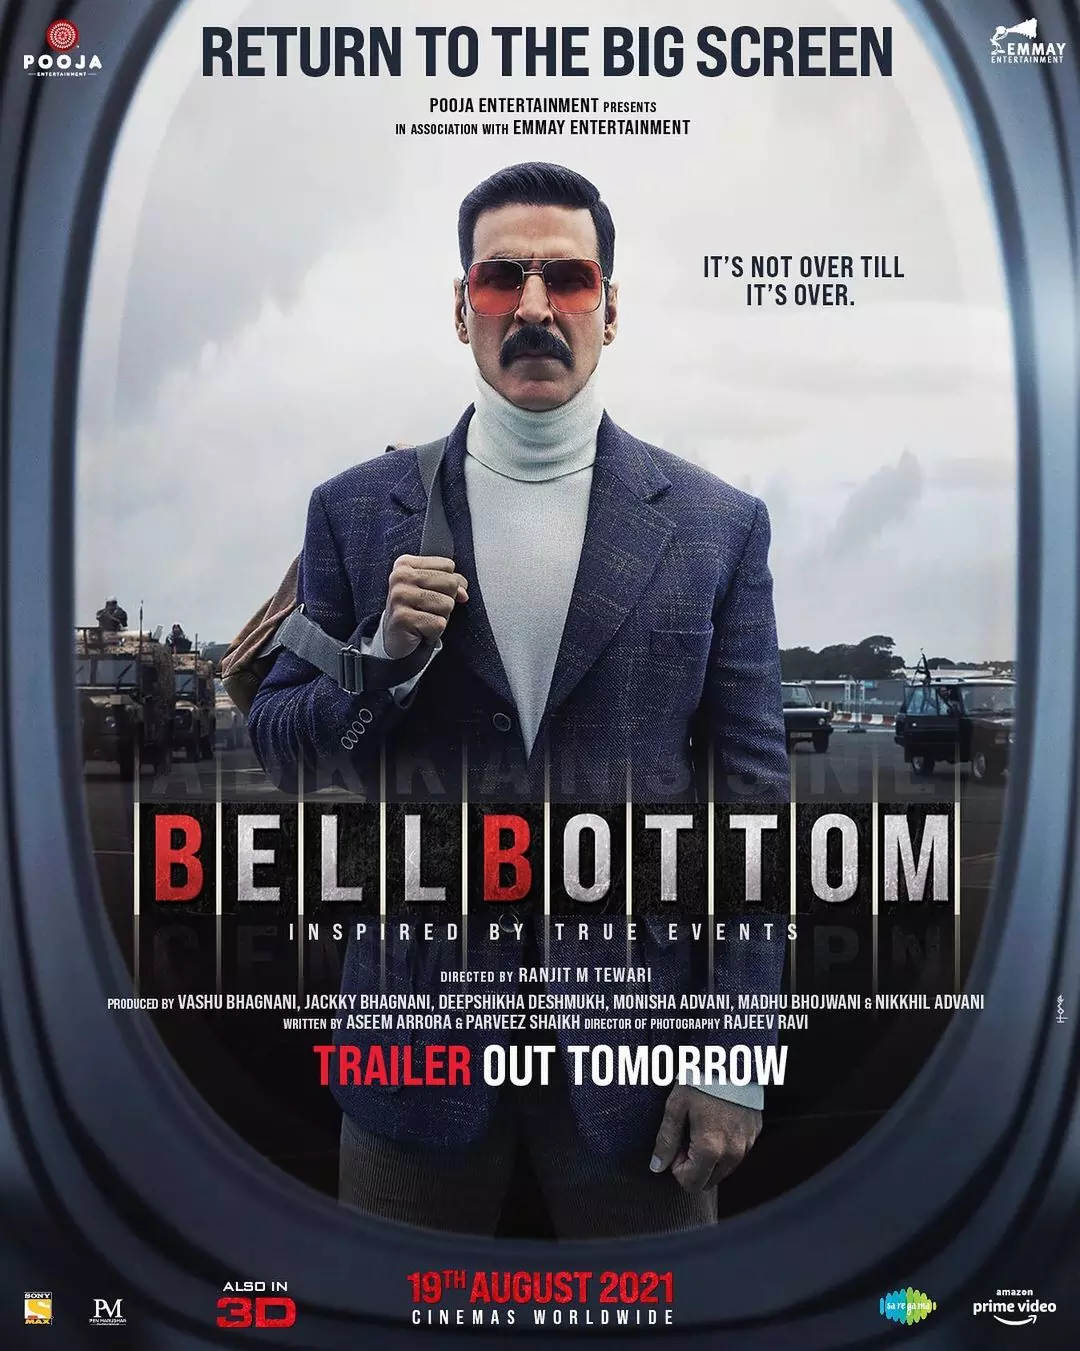 POOJA
ENTERTAINMENT
RETURN TO THE BIG SCREEN
EMMAY
ENTERTAINMENT
POOJA ENTERTAINMENT PRESENTS
IN ASSOCIATION WITH EMMAY ENTERTAINMENT
IT'S NOT OVER TILL
IT'S OVER.
BELLBOTTOM
INSPIRED BY TRUE EVENTS
DIRECTED BY RANJIT M TEWARI
PRODUCED BY VASHU BHAGNANI, JACKKY BHAGNANI, DEEPSHIKHA DESHMUKH, MONISHA ADVANI, MADHU BHOJWANI & NIKKHIL ADVANI
WRITTEN BY ASEEM ARRORA & PARVEEZ SHAIKH DIRECTOR OF PHOTOGRAPHY RAJEEV RAVI
TRAILER OUT TOMORROW
SONY
MAX
PM
PEN MARUDHAR
ALSO IN
3D
19TH AUGUST 2021
CINEMAS WORLDWIDE
saregama
amazon
prime video